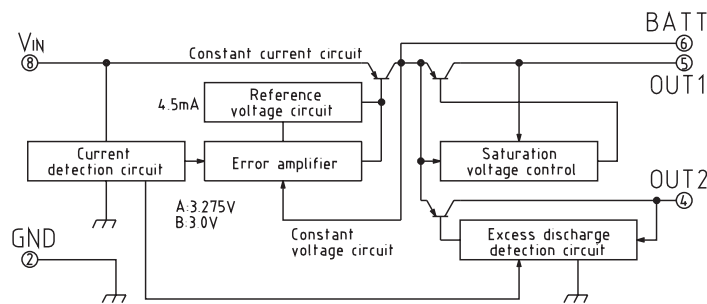 BATT
6
VIN
8
Constant current circuit
5
OUT1
Reference
voltage circuit
4.5mA
Current
detection circuit
Error amplifier
Saturation
voltage control
A:3.275V
B:3.0V
OUT2
4
GND
2
Constant
voltage circuit
Excess discharge
detection circuit